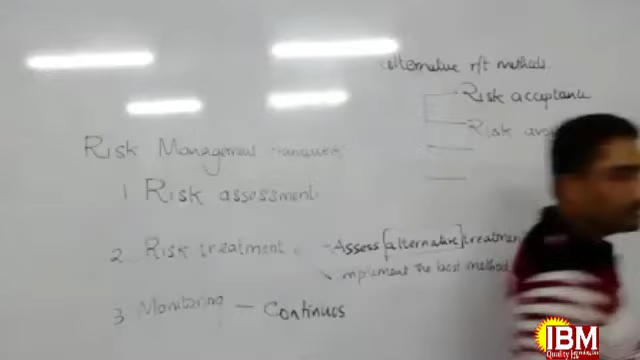 alternative r/t methods
Risk acceptance
Risk
Risk Management
1 Risk assessment
2 Risk treatment - Assess [alternative] treatmen
implement the best method
3 Monitoring - Continues
IBM